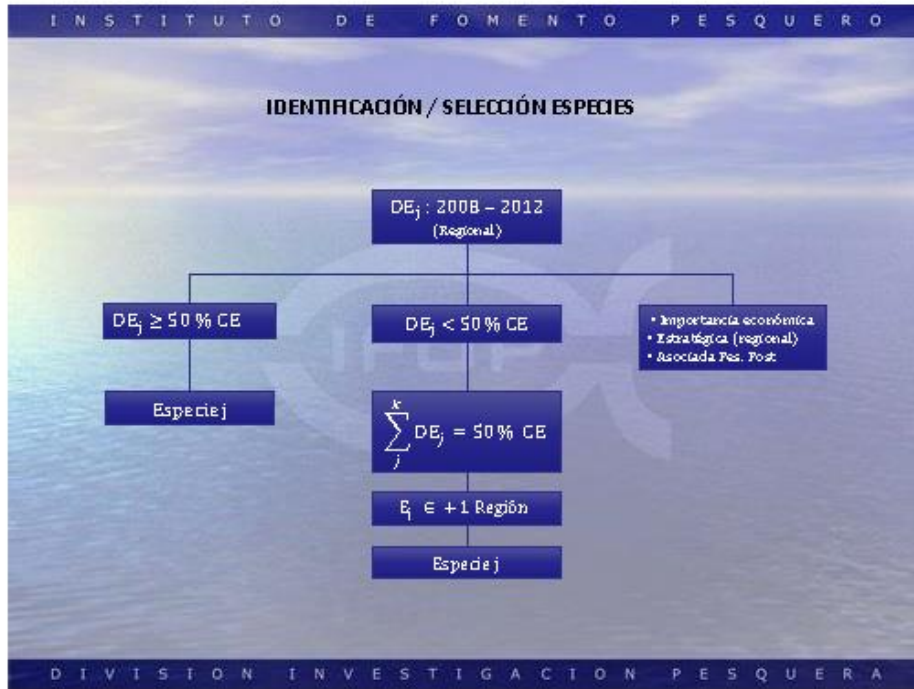 INSTITUTO DE FOMENTO PESQUERO
IDENTIFICACIÓN / SELECCIÓN ESPECIES
DEj : 2008 – 2012
(Regional)
DEj ≥ 50 % CE
Especie j
DEj < 50 % CE
k
∑ DEj = 50 % CE
j
Ej ∈ + 1 Región
Especie j
• Importancia económica
• Estratégica (regional)
• Asociada Pes. Post
IFOP
DIVISION INVESTIGACION PESQUERA